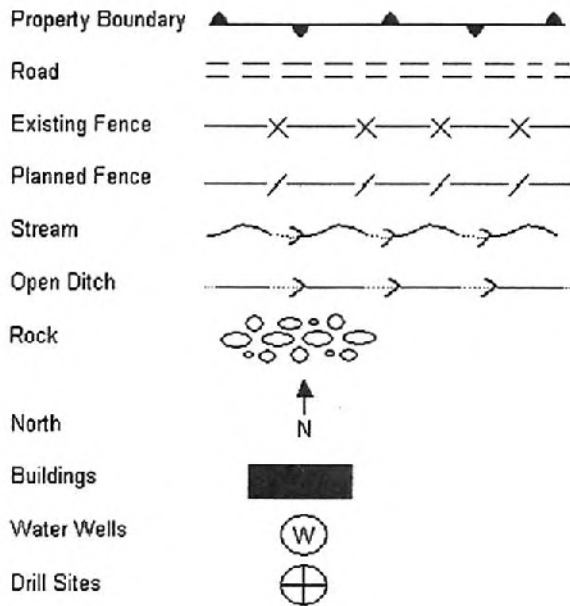 Property Boundary
Road
Existing Fence
Planned Fence
Stream
Open Ditch
Rock
North
N
Buildings
Water Wells
W
Drill Sites